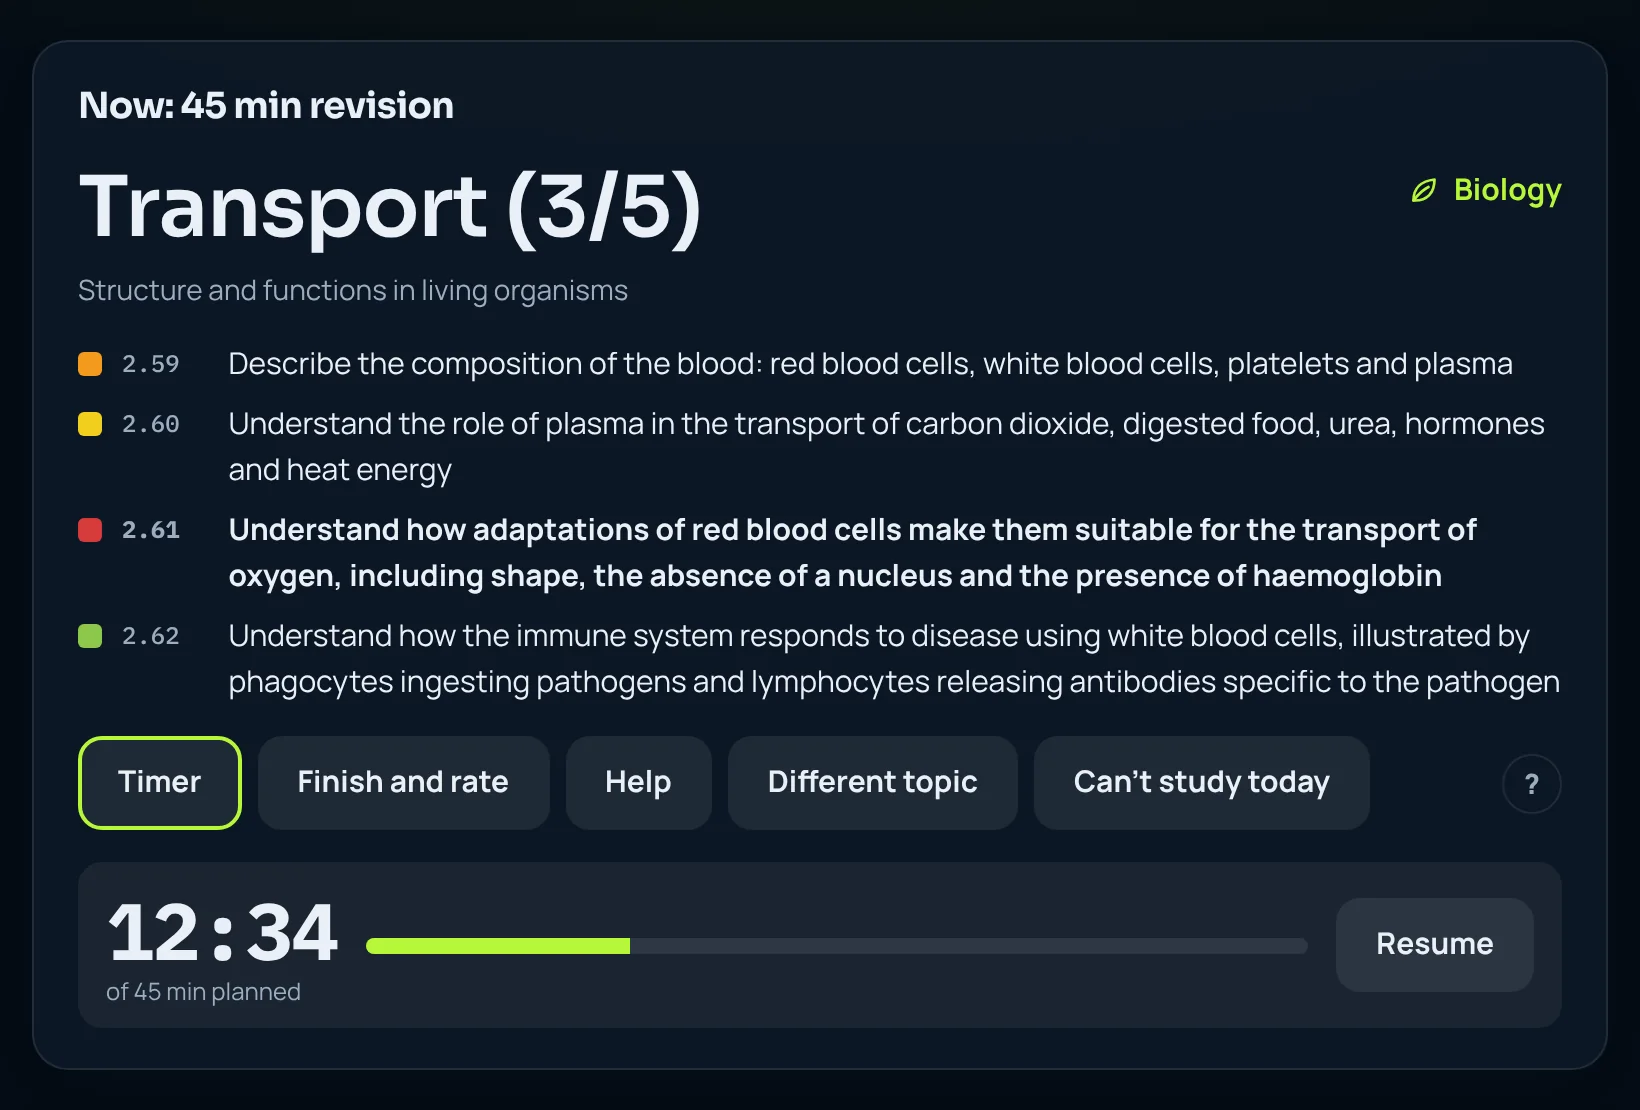 Now: 45 min revision
Transport (3/5)
Biology
Structure and functions in living organisms
2.59 Describe the composition of the blood: red blood cells, white blood cells, platelets and plasma
2.60 Understand the role of plasma in the transport of carbon dioxide, digested food, urea, hormones
and heat energy
2.61 Understand how adaptations of red blood cells make them suitable for the transport of
oxygen, including shape, the absence of a nucleus and the presence of haemoglobin
2.62 Understand how the immune system responds to disease using white blood cells, illustrated by
phagocytes ingesting pathogens and lymphocytes releasing antibodies specific to the pathogen
Timer Finish and rate Help Different topic Can’t study today ?
12:34
of 45 min planned
Resume